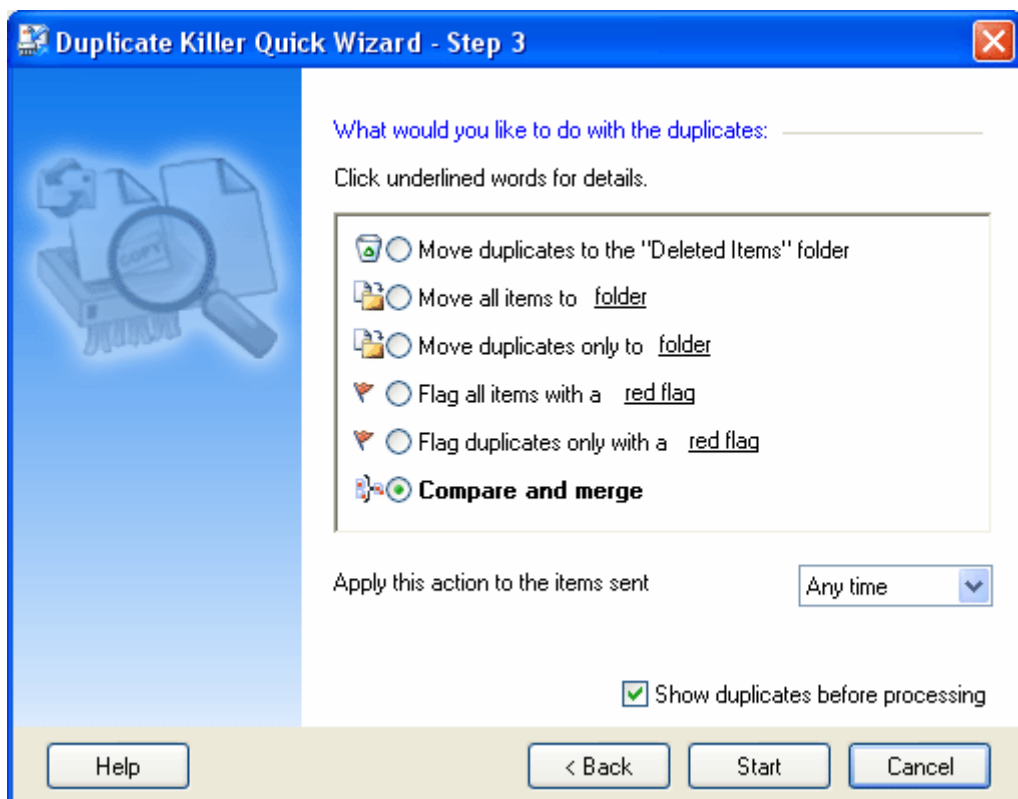 Duplicate Killer Quick Wizard - Step 3
What would you like to do with the duplicates:
Click underlined words for details.
Move duplicates to the "Deleted Items" folder
Move all items to folder
Move duplicates only to folder
Flag all items with a red flag
Flag duplicates only with a red flag
Compare and merge
Apply this action to the items sent Any time
Show duplicates before processing
Help < Back Start Cancel
COPY